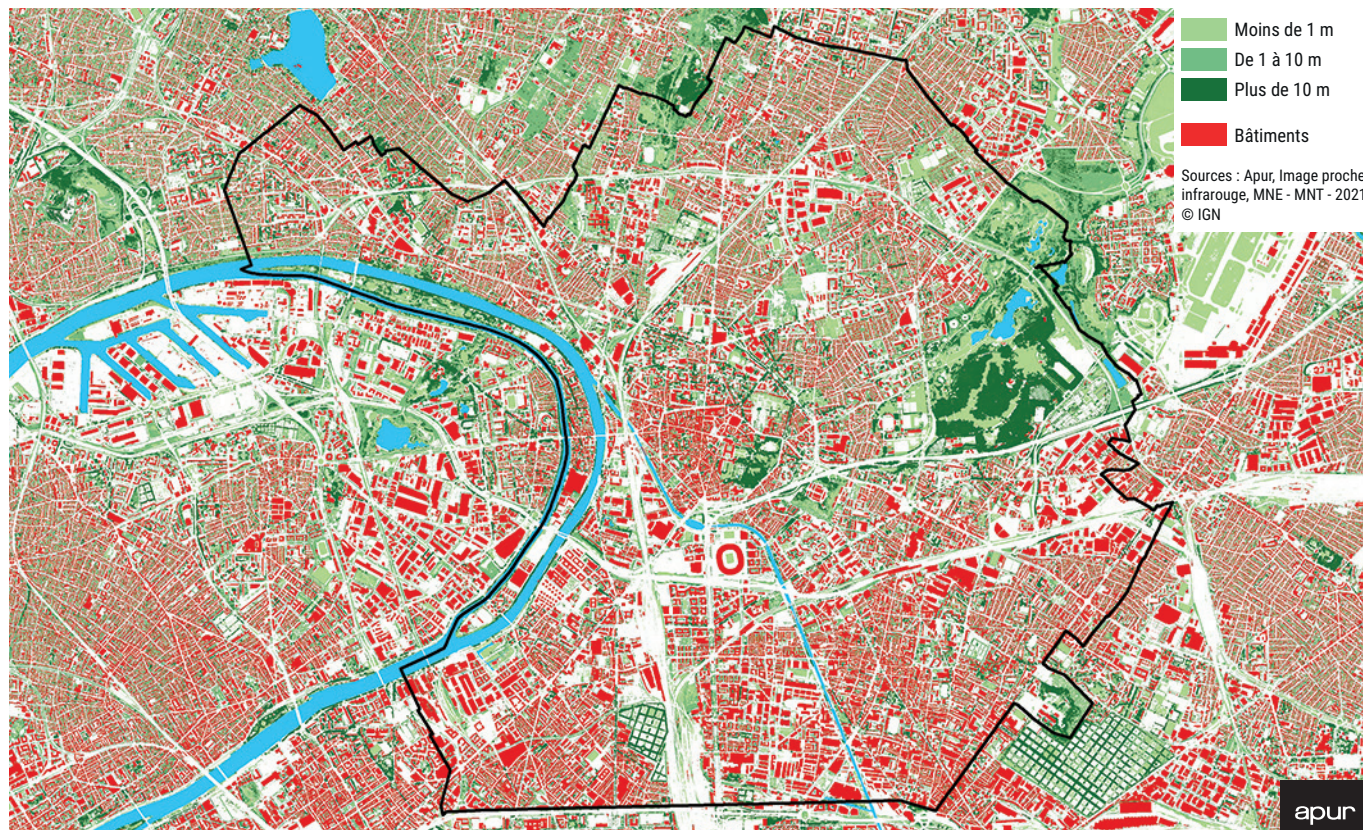 Moins de 1 m
De 1 à 10 m
Plus de 10 m
Bâtiments
Sources : Apur, Image proche
infrarouge, MNE - MNT - 2021
© IGN
apur